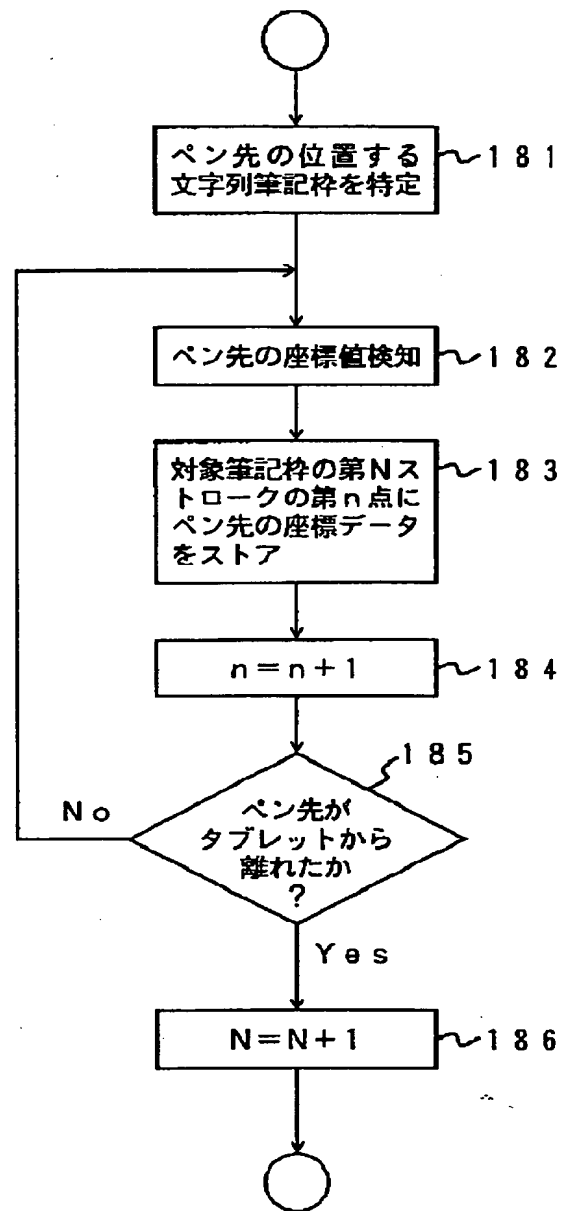 ペン先の位置する
文字列筆記枠を特定
181
ペン先の座標値検知
182
対象筆記枠の第Nス
トロークの第n点に
ペン先の座標データ
をストア
183
n=n+1
184
185
ペン先が
タブレットから
離れたか
?
No
Yes
N=N+1
186